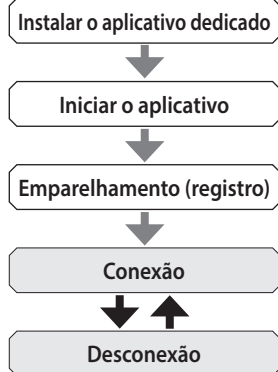 Instalar o aplicativo dedicado
Iniciar o aplicativo
Emparelhamento (registro)
Conexão
Desconexão